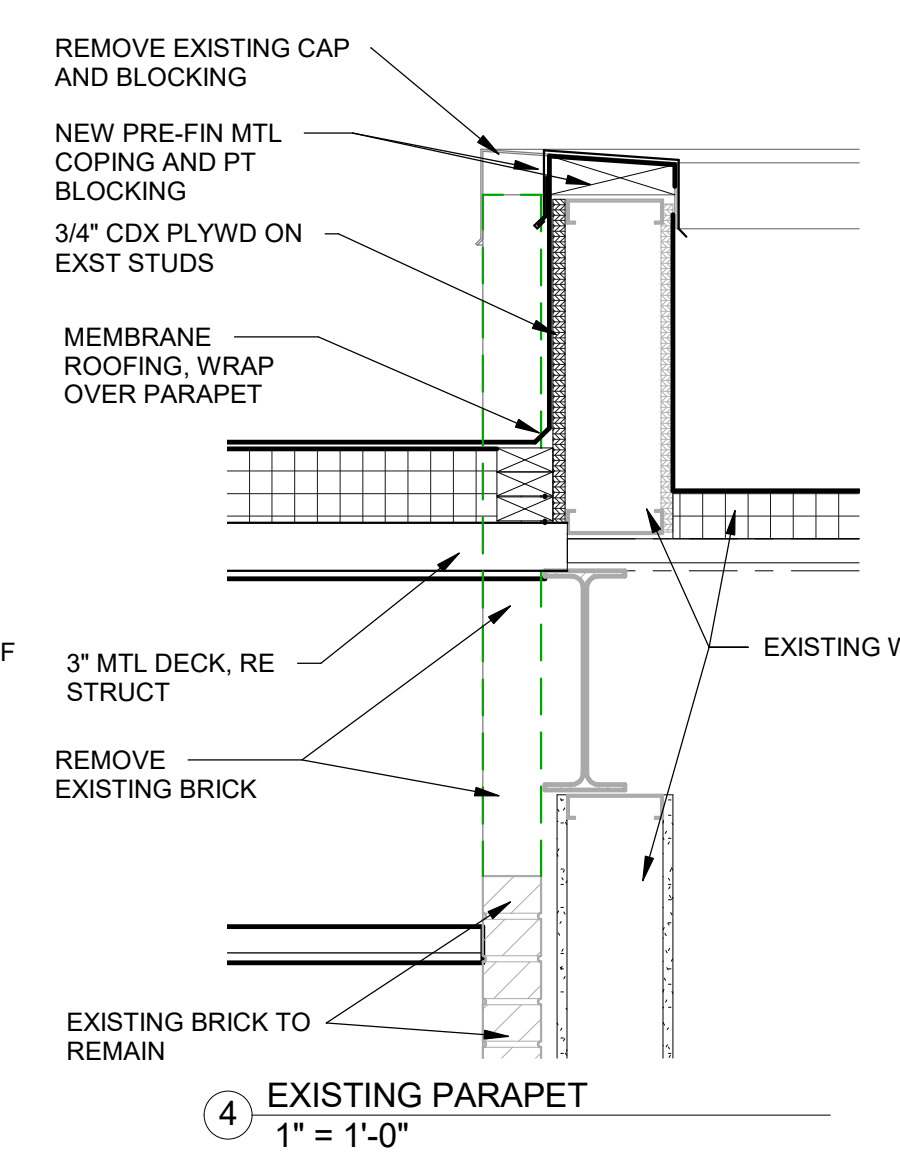 REMOVE EXISTING CAP
AND BLOCKING
NEW PRE-FIN MTL
COPING AND PT
BLOCKING
3/4" CDX PLYWD ON
EXST STUDS
MEMBRANE
ROOFING, WRAP
OVER PARAPET
F
3" MTL DECK, RE
STRUCT
EXISTING
REMOVE
EXISTING BRICK
EXISTING BRICK TO
REMAIN
4
EXISTING PARAPET
1" = 1'-0"